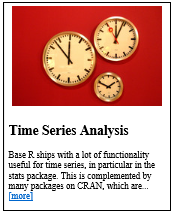 Time Series Analysis
Base R ships with a lot of functionality
useful for time series, in particular in the
stats package. This is complemented by
many packages on CRAN, which are...
[more]